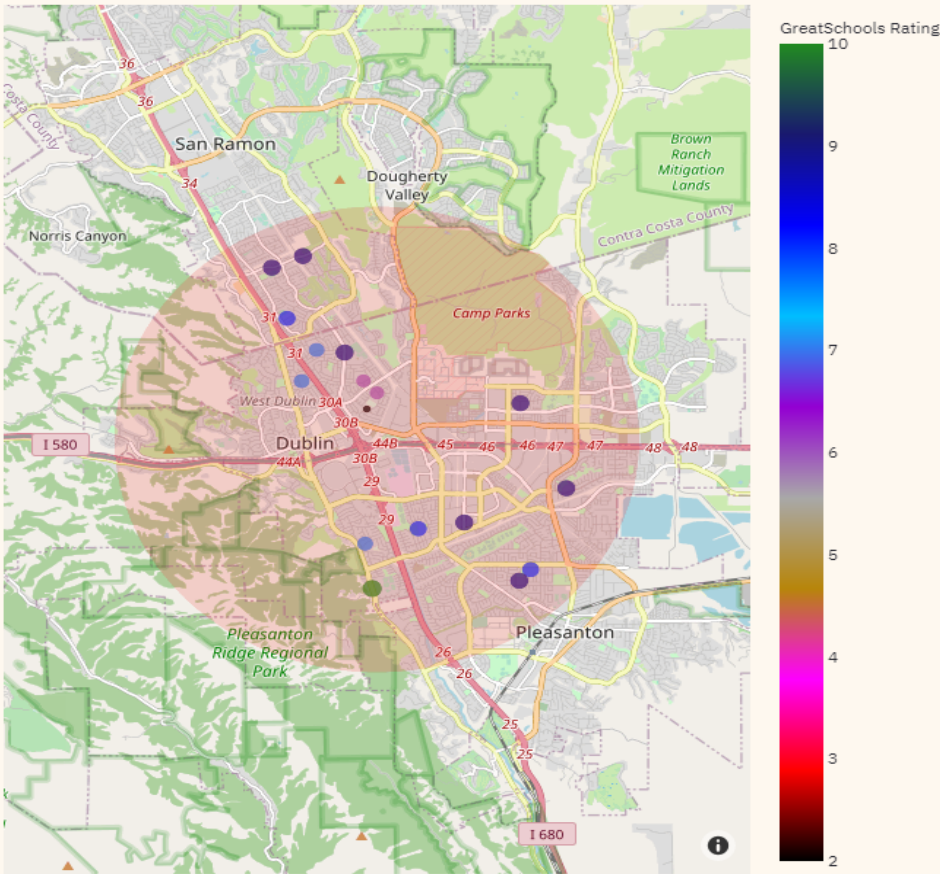 GreatSchools Rating
10
9
8
7
6
5
4
3
2
36
36
Costa County
San Ramon
34
Brown
Ranch
Mitigation
Lands
Dougherty
Valley
Norris Canyon
Contra Costa County
31
Camp Parks
31
West Dublin
30A
30B
Dublin
I 580
44A
44B
45
46
46
47
47
48
48
30B
29
29
Pleasanton
Ridge Regional
Park
Pleasanton
26
26
25
25
I 680